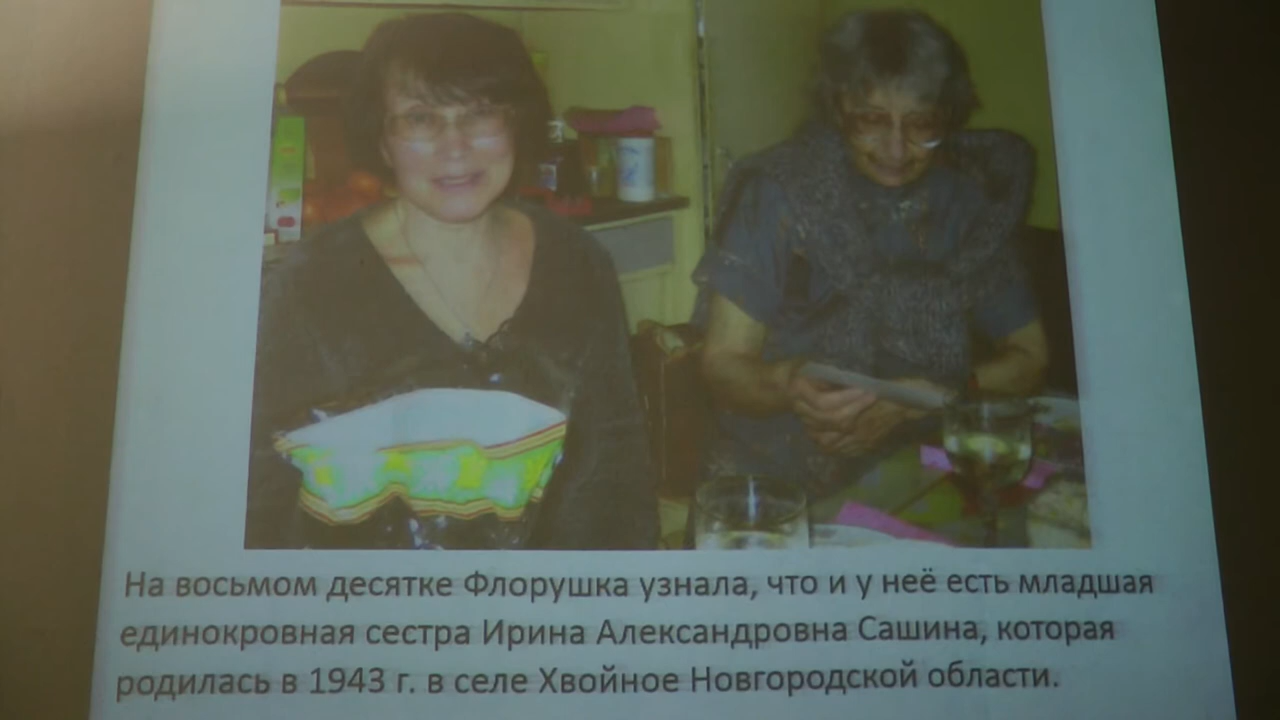 На восьмом десятке Флорушка узнала, что и у неё есть младшая
единокровная сестра Ирина Александровна Сашина, которая
родилась в 1943 г. в селе Хвойное Новгородской области.